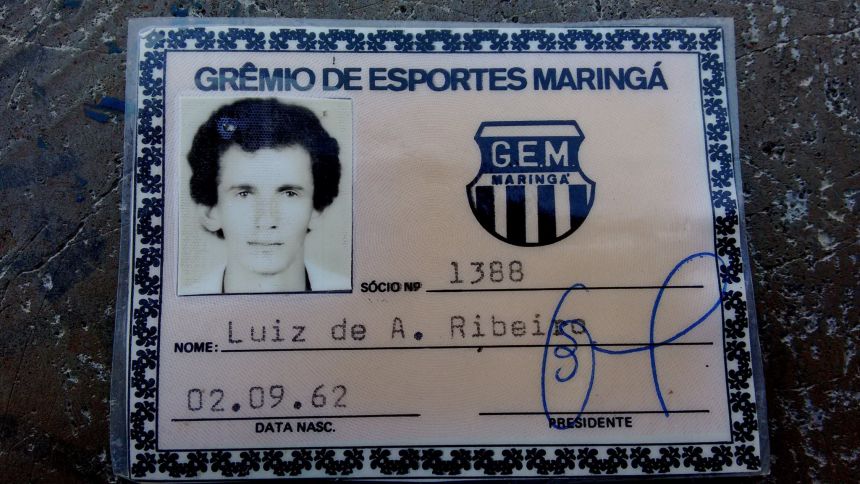 GRÊMIO DE ESPORTES MARINGÁ
G.E.M.
MARINGÁ
SÓCIO Nº 1388
NOME: Luiz de A. Ribeiro
02.09.62
DATA NASC.
PRESIDENTE